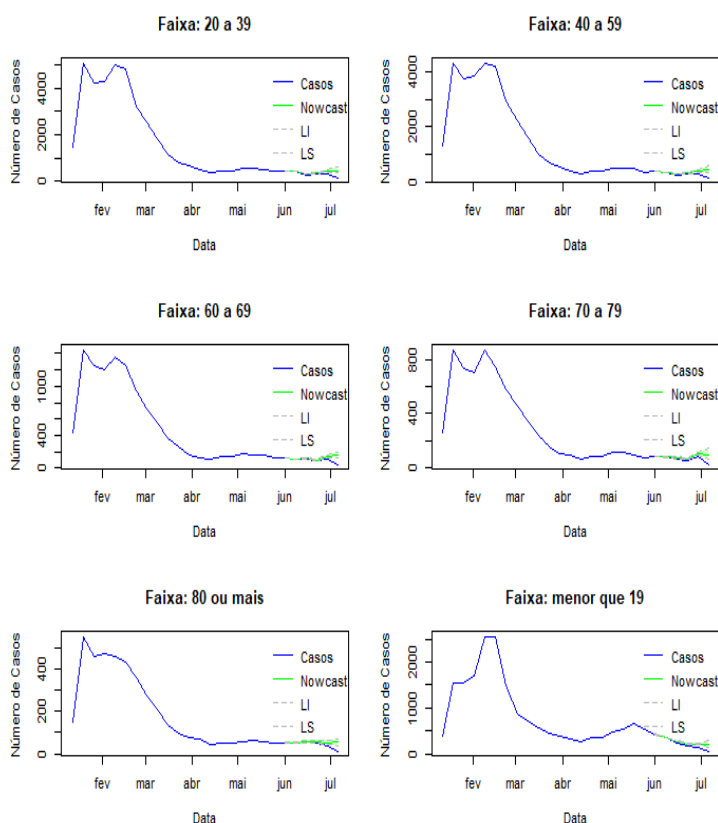 Faixa: 20 a 39
Número de Casos
0
2000
4000
Casos
Nowcast
LI
LS
fev
mar
abr
mai
jun
jul
Data
Faixa: 40 a 59
Número de Casos
0
2000
4000
Casos
Nowcast
LI
LS
fev
mar
abr
mai
jun
jul
Data
Faixa: 60 a 69
Número de Casos
0
400
1000
Casos
Nowcast
LI
LS
fev
mar
abr
mai
jun
jul
Data
Faixa: 70 a 79
Número de Casos
0
400
800
Casos
Nowcast
LI
LS
fev
mar
abr
mai
jun
jul
Data
Faixa: 80 ou mais
Número de Casos
0
200
400
Casos
Nowcast
LI
LS
fev
mar
abr
mai
jun
jul
Data
Faixa: menor que 19
Número de Casos
0
1000
2000
Casos
Nowcast
LI
LS
fev
mar
abr
mai
jun
jul
Data